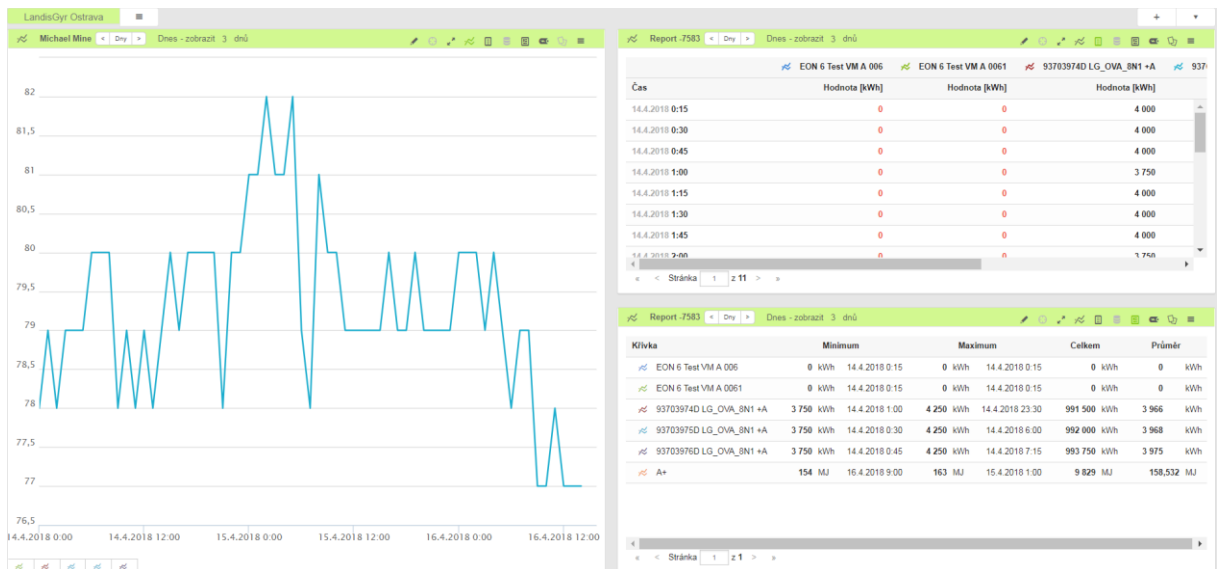 LandisGyr Ostrava
Michael Mine < Dny > Dnes - zobrazit 3 dnů
82
81,5
81
80,5
80
79,5
79
78,5
78
77,5
77
76,5
14.4.2018 0:00 14.4.2018 12:00 15.4.2018 0:00 15.4.2018 12:00 16.4.2018 0:00 16.4.2018 12:00
Report -7583 < Dny > Dnes - zobrazit 3 dnů
EON 6 Test VM A 006 EON 6 Test VM A 0061 93703974D LG_OVA_8N1 +A 937
Čas Hodnota [kWh] Hodnota [kWh] Hodnota [kWh]
14.4.2018 0:15 0 0 4 000
14.4.2018 0:30 0 0 4 000
14.4.2018 0:45 0 0 4 000
14.4.2018 1:00 0 0 3 750
14.4.2018 1:15 0 0 4 000
14.4.2018 1:30 0 0 4 000
14.4.2018 1:45 0 0 4 000
14.4.2018 2:00 0 0 3 750
« < Stránka 1 z 11 > »
Report -7583 < Dny > Dnes - zobrazit 3 dnů
Křivka Minimum Maximum Celkem Průměr
EON 6 Test VM A 006 0 kWh 14.4.2018 0:15 0 kWh 14.4.2018 0:15 0 kWh 0 kWh
EON 6 Test VM A 0061 0 kWh 14.4.2018 0:15 0 kWh 14.4.2018 0:15 0 kWh 0 kWh
93703974D LG_OVA_8N1 +A 3 750 kWh 14.4.2018 1:00 4 250 kWh 14.4.2018 23:30 991 500 kWh 3 966 kWh
93703975D LG_OVA_8N1 +A 3 750 kWh 14.4.2018 0:30 4 250 kWh 14.4.2018 6:00 992 000 kWh 3 968 kWh
93703976D LG_OVA_8N1 +A 3 750 kWh 14.4.2018 0:45 4 250 kWh 14.4.2018 7:15 993 750 kWh 3 975 kWh
A+ 154 MJ 16.4.2018 9:00 163 MJ 15.4.2018 1:00 9 829 MJ 158,532 MJ
« < Stránka 1 z 1 > »